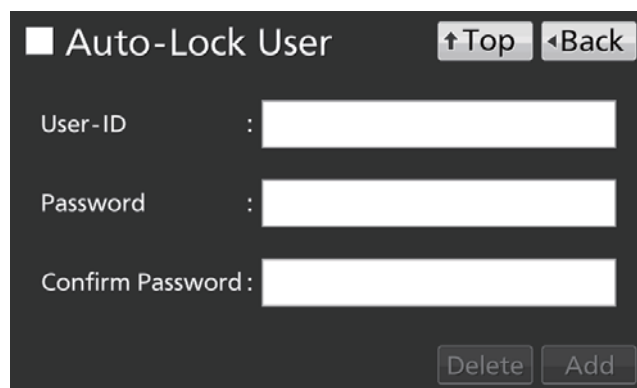 Auto-Lock User
Top
Back
User-ID :
Password :
Confirm Password :
Delete
Add